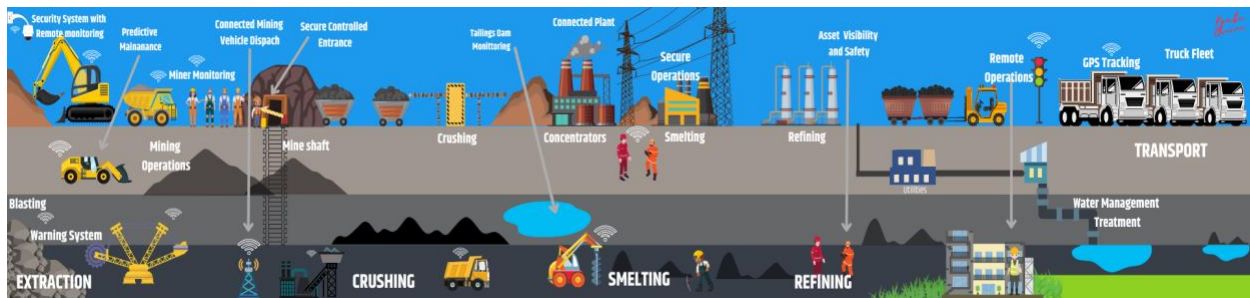 Security System with
Remote monitoring
Predictive
Mainanance
Connected Mining
Vehicle Dispach
Secure Controlled
Entrance
Miner Monitoring
Tailings Dam
Monittoring
Connected Plant
Secure
Operations
Asset Visibility
and Safety
Remote
Operations
GPS Tracking
Truck Fleet
Mining
Operations
Mine shaft
Crushing
Concentrators
Smelting
Refining
TRANSPORT
Utilities
Blasting
Warning System
Water Management
Treatment
EXTRACTION
CRUSHING
SMELTING
REFINING